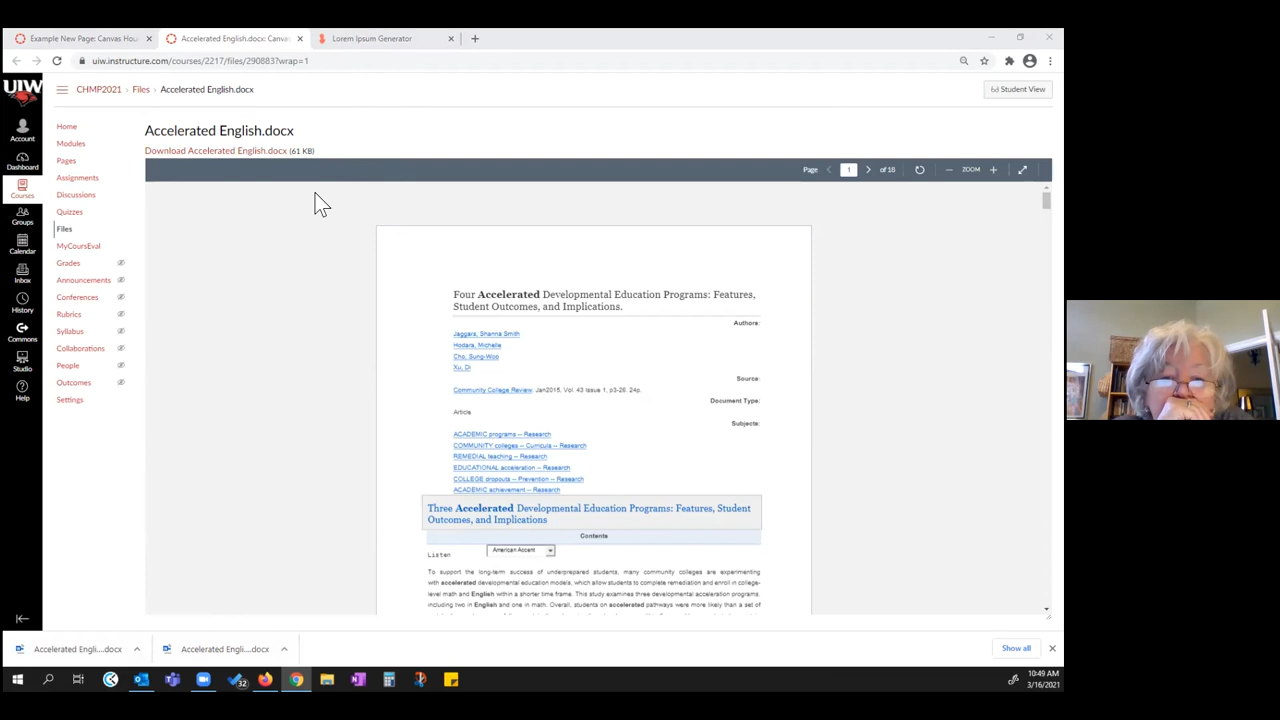 Example New Page: Canvas Hou
Accelerated English.docx: Canvas
Lorem Ipsum Generator
uiw.instructure.com/courses/2217/files/290883?wrap=1
UIW
CHMP2021 › Files › Accelerated English.docx
Student View
Account
Dashboard
Courses
Groups
Calendar
Inbox
History
Commons
Studio
Help
Home
Modules
Pages
Assignments
Discussions
Quizzes
Files
MyCoursEval
Grades
Announcements
Conferences
Rubrics
Syllabus
Collaborations
People
Outcomes
Settings
Accelerated English.docx
Download Accelerated English.docx (61 KB)
Page 1 of 18 ZOOM
Four Accelerated Developmental Education Programs: Features,
Student Outcomes, and Implications.
Authors:
Jaggars, Shanna Smith
Hodara, Michelle
Cho, Sung-Woo
Xu, Di
Source:
Community College Review. Jan2015, Vol. 43 Issue 1, p3-26. 24p.
Document Type:
Article
Subjects:
ACADEMIC programs -- Research
COMMUNITY colleges -- Curricula -- Research
REMEDIAL teaching -- Research
EDUCATIONAL acceleration -- Research
COLLEGE dropouts -- Prevention -- Research
ACADEMIC achievement -- Research
Three Accelerated Developmental Education Programs: Features, Student
Outcomes, and Implications
Contents
Listen American Accent
To support the long-term success of underprepared students, many community colleges are experimenting
with accelerated developmental education models, which allow students to complete remediation and enroll in college-
level math and English within a shorter time frame. This study examines three developmental acceleration programs,
including two in English and one in math. Overall, students on accelerated pathways were more likely than a set of
Accelerated Engli....docx
Accelerated Engli....docx
Show all
32
10:49 AM
3/16/2021